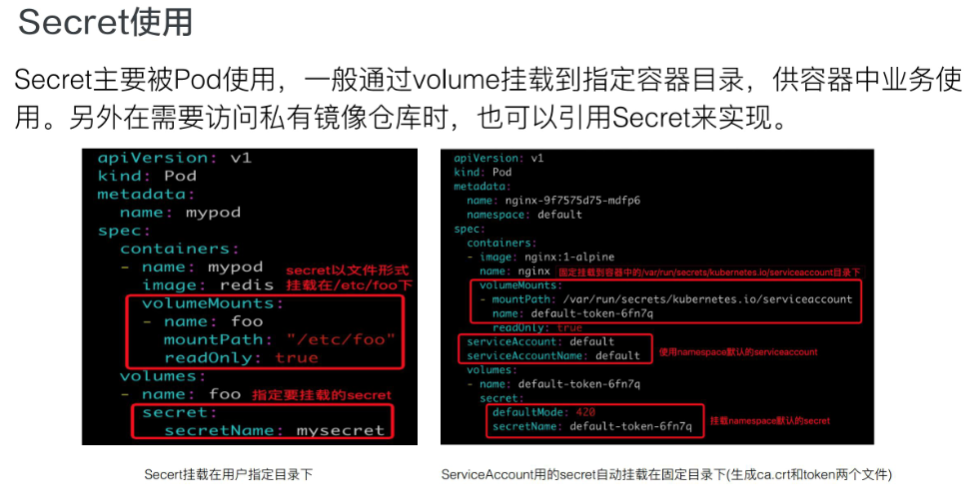 Secret使用
Secret主要被Pod使用，一般通过volume挂载到指定容器目录，供容器中业务使
用。另外在需要访问私有镜像仓库时，也可以引用Secret来实现。
apiVersion: v1
kind: Pod
metadata:
  name: mypod
spec:
  containers:
  - name: mypod secret以文件形式
    image: redis 挂载在/etc/foo下
    volumeMounts:
    - name: foo
      mountPath: "/etc/foo"
      readOnly: true
  volumes:
  - name: foo 指定要挂载的secret
    secret:
      secretName: mysecret
Secert挂载在用户指定目录下
apiVersion: v1
kind: Pod
metadata:
  name: nginx-9f7575d75-mdfp6
  namespace: default
spec:
  containers:
  - image: nginx:1-alpine
    name: nginx 固定挂载到容器中的/var/run/secrets/kubernetes.io/serviceaccount目录下
    volumeMounts:
    - mountPath: /var/run/secrets/kubernetes.io/serviceaccount
      name: default-token-6fn7q
      readOnly: true
  serviceAccount: default
  serviceAccountName: default 使用namespace默认的serviceaccount
  volumes:
  - name: default-token-6fn7q
    secret:
      defaultMode: 420
      secretName: default-token-6fn7q 挂载namespace默认的secret
ServiceAccount用的secret自动挂载在固定目录下(生成ca.crt和token两个文件)